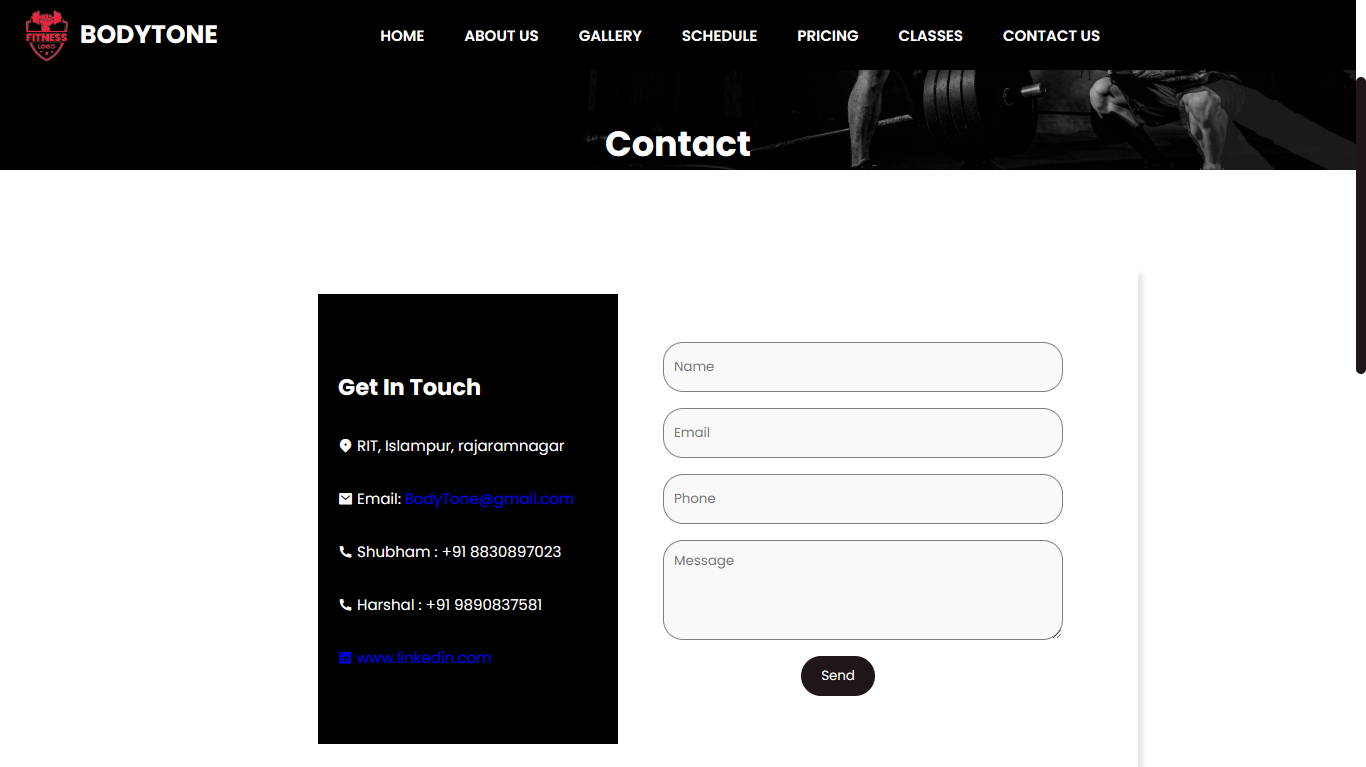 FITNESS
LOGO
BODYTONE
HOME ABOUT US GALLERY SCHEDULE PRICING CLASSES CONTACT US
Contact
Get In Touch
RIT, Islampur, rajaramnagar
Email: BodyTone@gmail.com
Shubham : +91 8830897023
Harshal : +91 9890837581
www.linkedin.com
Name
Email
Phone
Message
Send